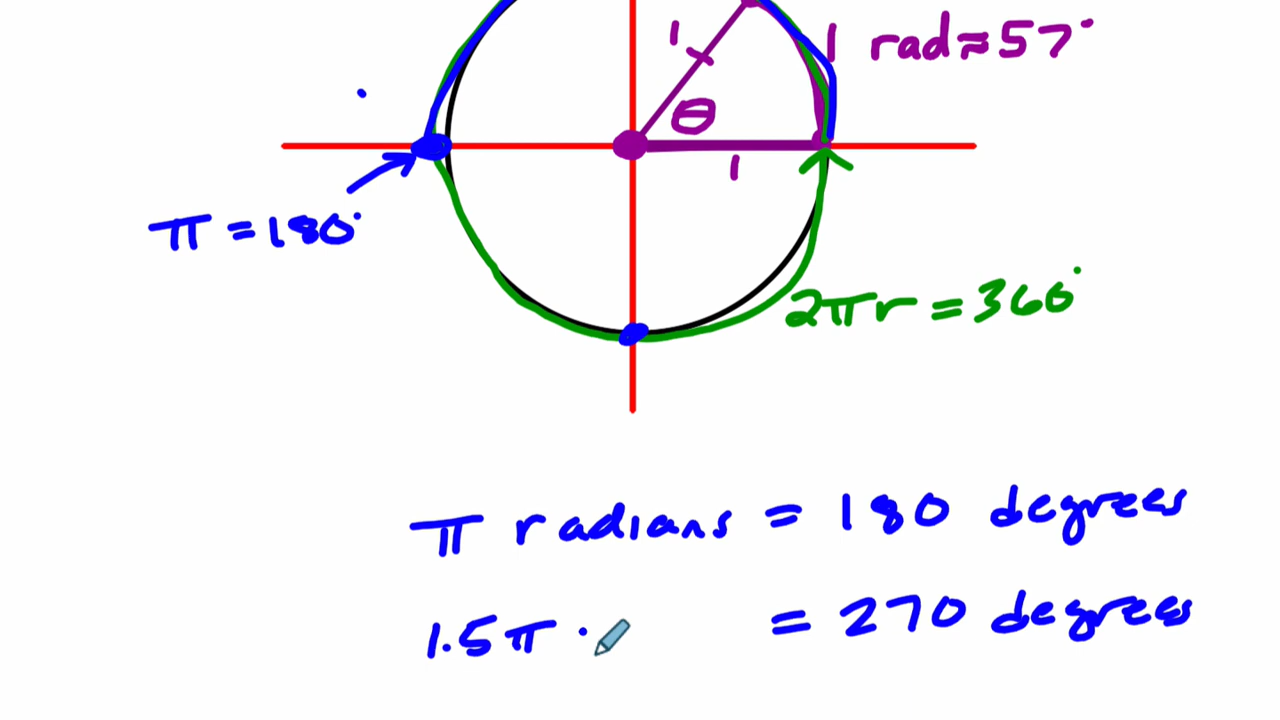 1
1 rad ≈ 57°
θ
1
π = 180°
2πr = 360°
π radians = 180 degrees
1.5π = 270 degrees